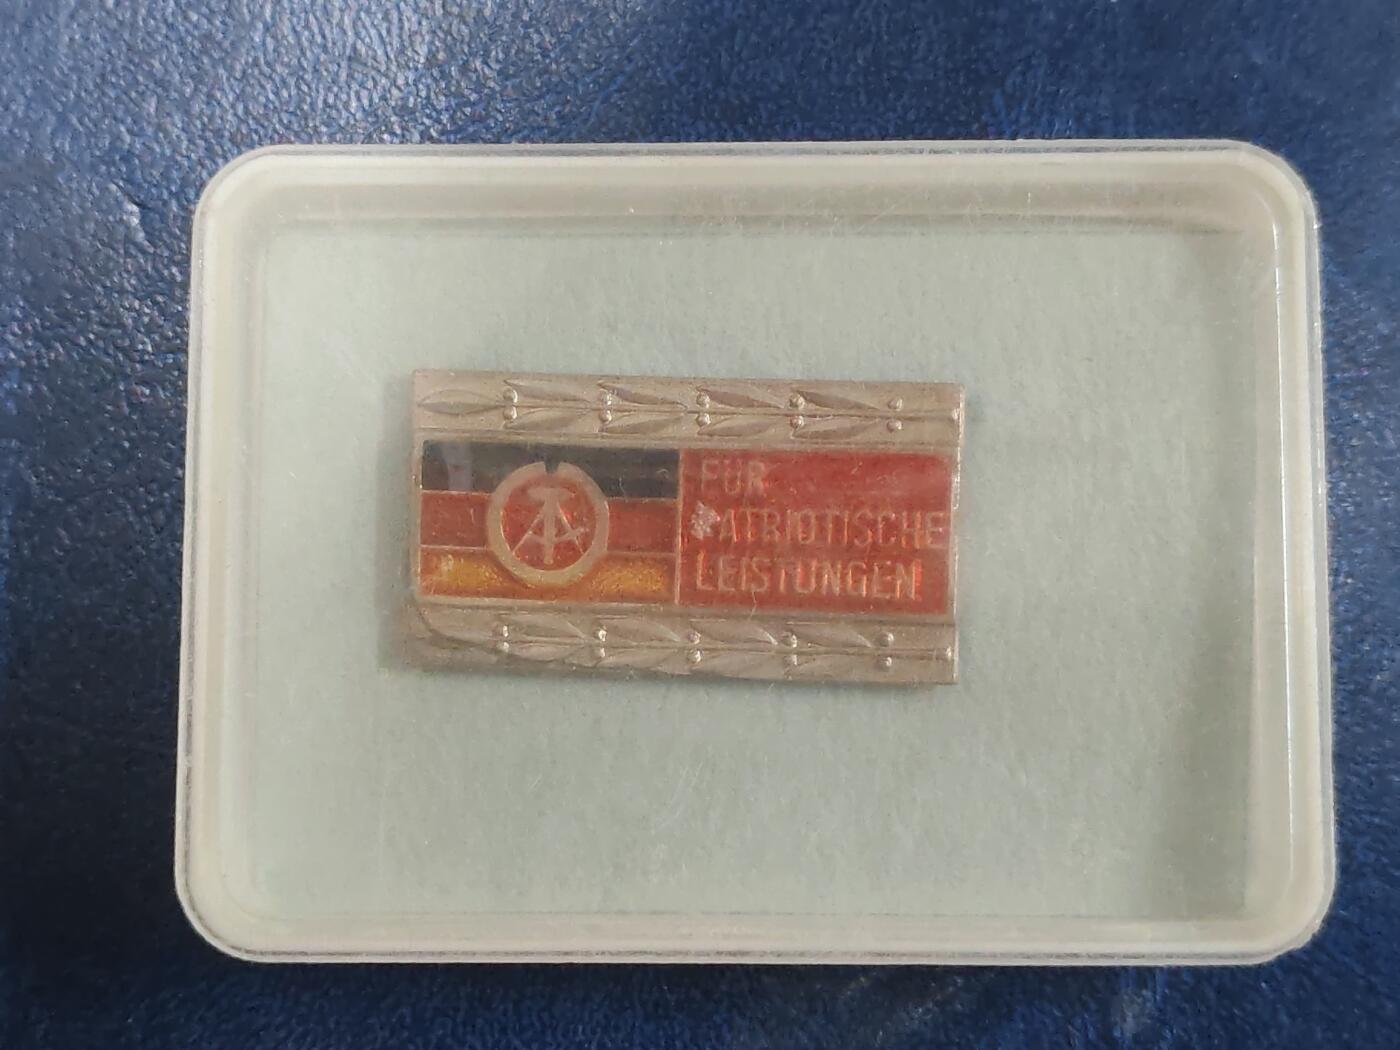 FÜR
PATRIOTISCHE
LEISTUNGEN